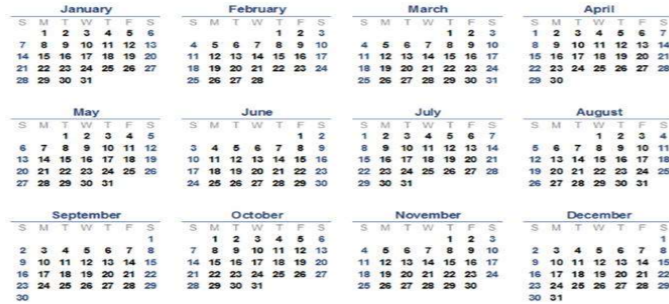 January
S M T W T F S
1 2 3 4 5 6
7 8 9 10 11 12 13
14 15 16 17 18 19 20
21 22 23 24 25 26 27
28 29 30 31
February
S M T W T F S
1 2 3
4 5 6 7 8 9 10
11 12 13 14 15 16 17
18 19 20 21 22 23 24
25 26 27 28
March
S M T W T F S
1 2 3
4 5 6 7 8 9 10
11 12 13 14 15 16 17
18 19 20 21 22 23 24
25 26 27 28 29 30 31
April
S M T W T F S
1 2 3 4 5 6 7
8 9 10 11 12 13 14
15 16 17 18 19 20 21
22 23 24 25 26 27 28
29 30
May
S M T W T F S
1 2 3 4 5
6 7 8 9 10 11 12
13 14 15 16 17 18 19
20 21 22 23 24 25 26
27 28 29 30 31
June
S M T W T F S
1 2
3 4 5 6 7 8 9
10 11 12 13 14 15 16
17 18 19 20 21 22 23
24 25 26 27 28 29 30
July
S M T W T F S
1 2 3 4 5 6 7
8 9 10 11 12 13 14
15 16 17 18 19 20 21
22 23 24 25 26 27 28
29 30 31
August
S M T W T F S
1 2 3 4
5 6 7 8 9 10 11
12 13 14 15 16 17 18
19 20 21 22 23 24 25
26 27 28 29 30 31
September
S M T W T F S
1
2 3 4 5 6 7 8
9 10 11 12 13 14 15
16 17 18 19 20 21 22
23 24 25 26 27 28 29
30
October
S M T W T F S
1 2 3 4 5 6
7 8 9 10 11 12 13
14 15 16 17 18 19 20
21 22 23 24 25 26 27
28 29 30 31
November
S M T W T F S
1 2 3
4 5 6 7 8 9 10
11 12 13 14 15 16 17
18 19 20 21 22 23 24
25 26 27 28 29 30
December
S M T W T F S
1
2 3 4 5 6 7 8
9 10 11 12 13 14 15
16 17 18 19 20 21 22
23 24 25 26 27 28 29
30 31